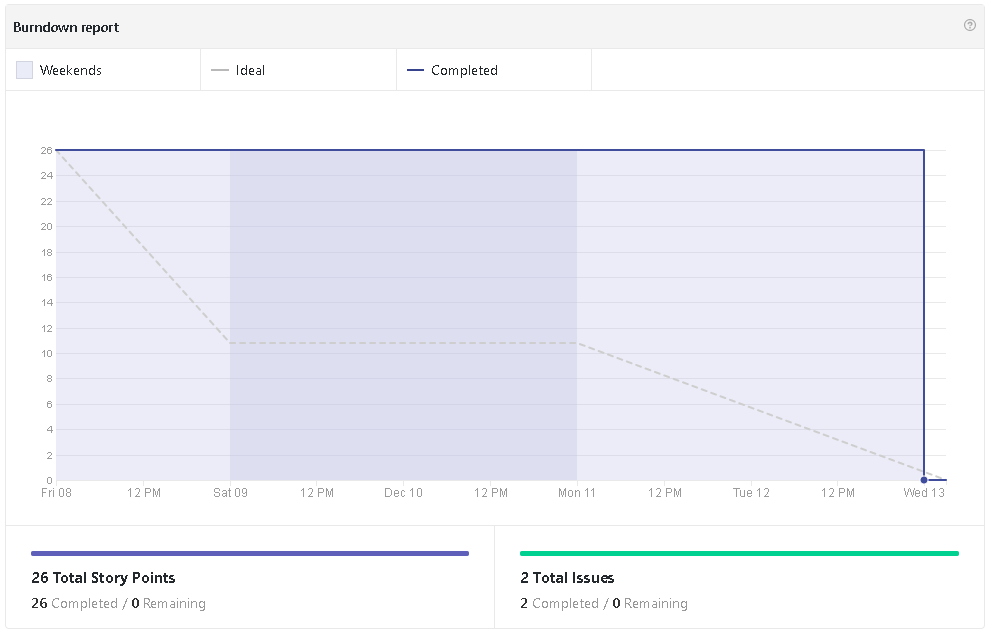 Burndown report
Weekends
Ideal
Completed
26
24
22
20
18
16
14
12
10
8
6
4
2
0
Fri 08 12 PM Sat 09 12 PM Dec 10 12 PM Mon 11 12 PM Tue 12 12 PM Wed 13
26 Total Story Points
26 Completed / 0 Remaining
2 Total Issues
2 Completed / 0 Remaining